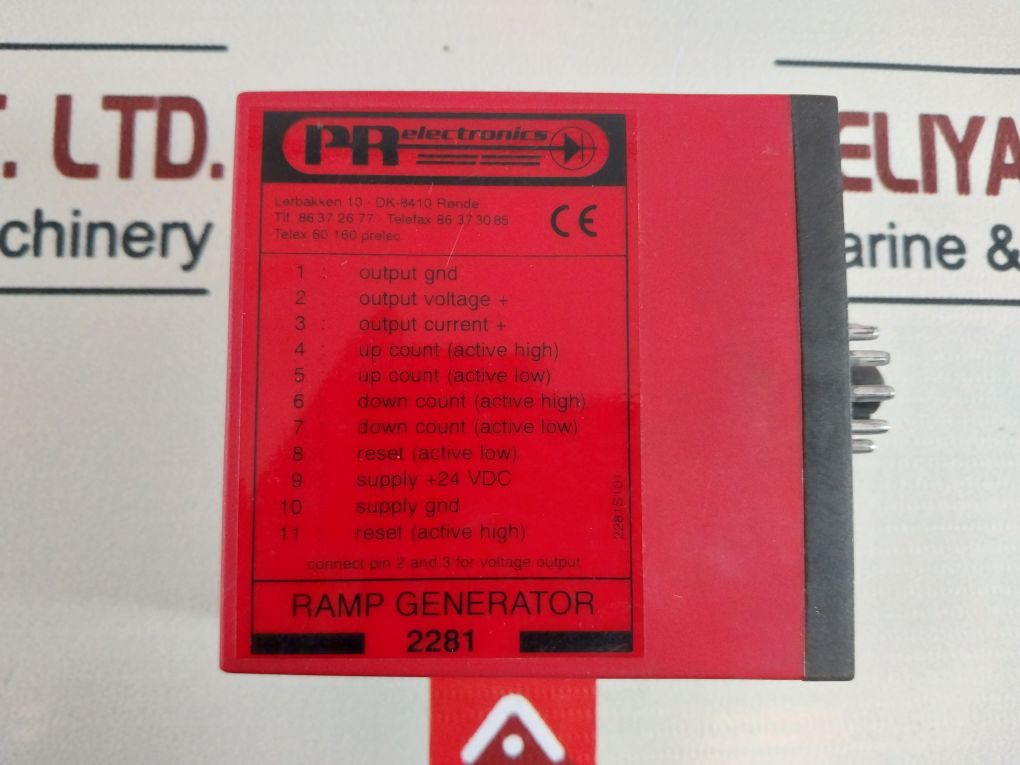 . LTD.
chinery
ELIYA
arine &
PR electronics
Lerbakken 10 · DK-8410 Rønde
Tlf. 86 37 26 77 · Telefax 86 37 30 85
Telex 60 160 prelec
CE
1 : output gnd
2 : output voltage +
3 : output current +
4 : up count (active high)
5 : up count (active low)
6 : down count (active high)
7 : down count (active low)
8 : reset (active low)
9 : supply +24 VDC
10 : supply gnd
11 : reset (active high)
connect pin 2 and 3 for voltage output
2281S101
RAMP GENERATOR
2281